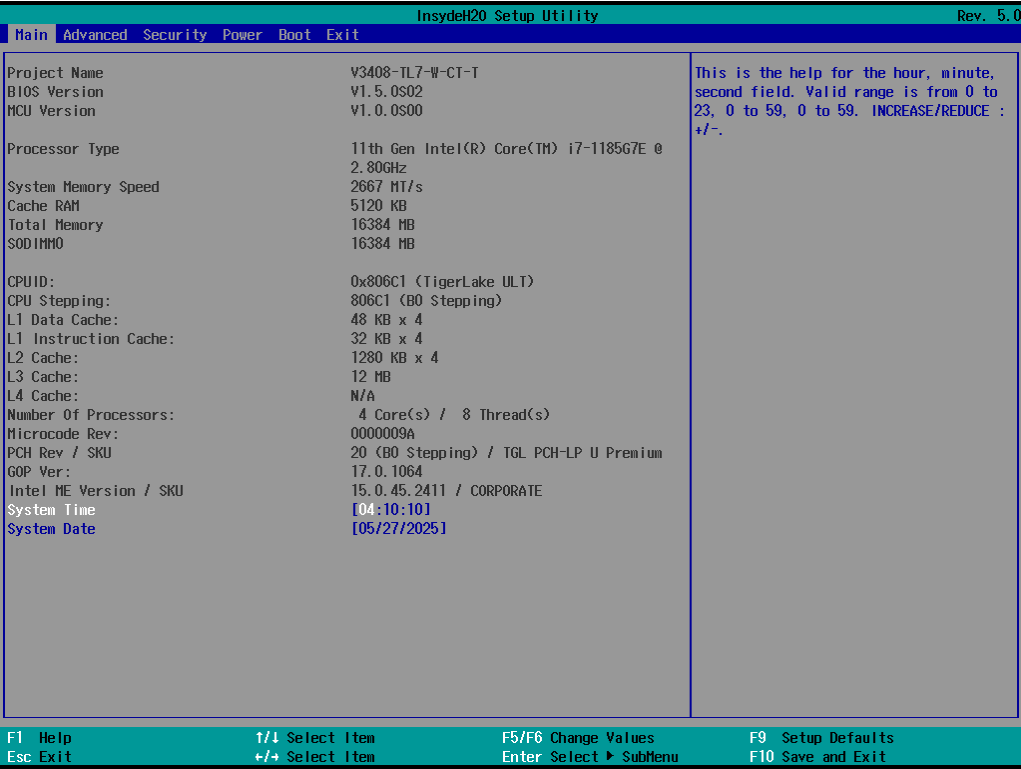 InsydeH20 Setup Utility Rev. 5.0
Main Advanced Security Power Boot Exit
Project Name V3408-TL7-W-CT-T
BIOS Version V1.5.0S02
MCU Version V1.0.0S00
Processor Type 11th Gen Intel(R) Core(TM) i7-1185G7E @
2.80GHz
System Memory Speed 2667 MT/s
Cache RAM 5120 KB
Total Memory 16384 MB
SODIMM0 16384 MB
CPUID: 0x806C1 (TigerLake ULT)
CPU Stepping: 806C1 (B0 Stepping)
L1 Data Cache: 48 KB x 4
L1 Instruction Cache: 32 KB x 4
L2 Cache: 1280 KB x 4
L3 Cache: 12 MB
L4 Cache: N/A
Number Of Processors: 4 Core(s) / 8 Thread(s)
Microcode Rev: 0000009A
PCH Rev / SKU 20 (B0 Stepping) / TGL PCH-LP U Premium
GOP Ver: 17.0.1064
Intel ME Version / SKU 15.0.45.2411 / CORPORATE
System Time [04:10:10]
System Date [05/27/2025]
This is the help for the hour, minute,
second field. Valid range is from 0 to
23, 0 to 59, 0 to 59. INCREASE/REDUCE :
+/-.
F1 Help ↑/↓ Select Item F5/F6 Change Values F9 Setup Defaults
Esc Exit ←/→ Select Item Enter Select ▶ SubMenu F10 Save and Exit